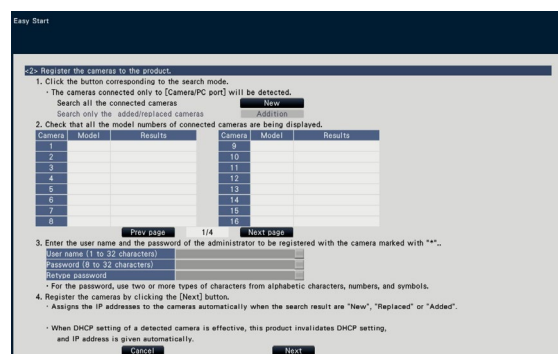 Easy Start
<2> Register the cameras to the product.
1. Click the button corresponding to the search mode.
・The cameras connected only to [Camera/PC port] will be detected.
Search all the connected cameras New
Search only the added/replaced cameras Addition
2. Check that all the model numbers of connected cameras are being displayed.
Camera Model Results Camera Model Results
1 9
2 10
3 11
4 12
5 13
6 14
7 15
8 16
Prev page 1/4 Next page
3. Enter the user name and the password of the administrator to be registered with the camera marked with "*"..
User name (1 to 32 characters)
Password (8 to 32 characters)
Retype password
・For the password, use two or more types of characters from alphabetic characters, numbers, and symbols.
4. Register the cameras by clicking the [Next] button.
・Assigns the IP addresses to the cameras automatically when the search result are "New", "Replaced" or "Added".
・When DHCP setting of a detected camera is effective, this product invalidates DHCP setting,
and IP address is given automatically.
Cancel Next